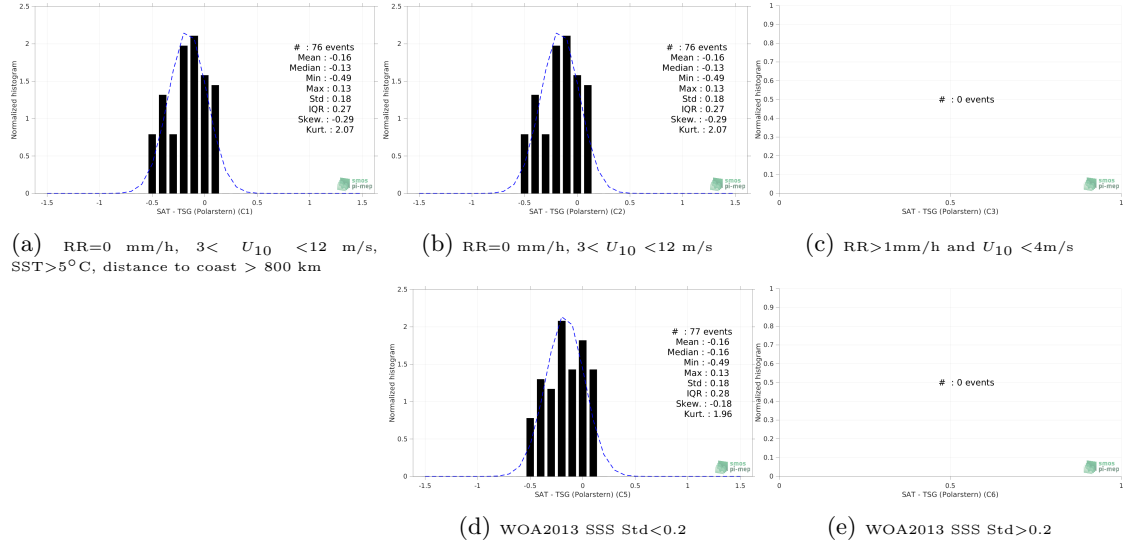 2.5
2
1.5
1
0.5
0
Normalized histogram
# : 76 events
Mean : -0.16
Median : -0.13
Min : -0.49
Max : 0.13
Std : 0.18
IQR : 0.27
Skew. : -0.29
Kurt. : 2.07
smos
pi-mep
-1.5 -1 -0.5 0 0.5 1 1.5
SAT - TSG (Polarstern) (C1)
(a) RR=0 mm/h, 3< U10 <12 m/s,
SST>5°C, distance to coast > 800 km
2.5
2
1.5
1
0.5
0
Normalized histogram
# : 76 events
Mean : -0.16
Median : -0.13
Min : -0.49
Max : 0.13
Std : 0.18
IQR : 0.27
Skew. : -0.29
Kurt. : 2.07
smos
pi-mep
-1.5 -1 -0.5 0 0.5 1 1.5
SAT - TSG (Polarstern) (C2)
(b) RR=0 mm/h, 3< U10 <12 m/s
1
0.9
0.8
0.7
0.6
0.5
0.4
0.3
0.2
0.1
0
Normalized histogram
# : 0 events
smos
pi-mep
0 0.5 1
SAT - TSG (Polarstern) (C3)
(c) RR>1mm/h and U10 <4m/s
2.5
2
1.5
1
0.5
0
Normalized histogram
# : 77 events
Mean : -0.16
Median : -0.16
Min : -0.49
Max : 0.13
Std : 0.18
IQR : 0.28
Skew. : -0.18
Kurt. : 1.96
smos
pi-mep
-1.5 -1 -0.5 0 0.5 1 1.5
SAT - TSG (Polarstern) (C5)
(d) WOA2013 SSS Std<0.2
1
0.9
0.8
0.7
0.6
0.5
0.4
0.3
0.2
0.1
0
Normalized histogram
# : 0 events
smos
pi-mep
0 0.5 1
SAT - TSG (Polarstern) (C6)
(e) WOA2013 SSS Std>0.2